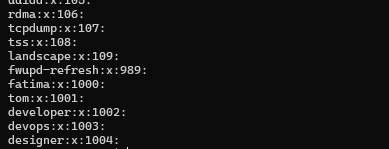 rdma:x:106:
tcpdump:x:107:
tss:x:108:
landscape:x:109:
fwupd-refresh:x:989:
fatima:x:1000:
tom:x:1001:
developer:x:1002:
devops:x:1003:
designer:x:1004: